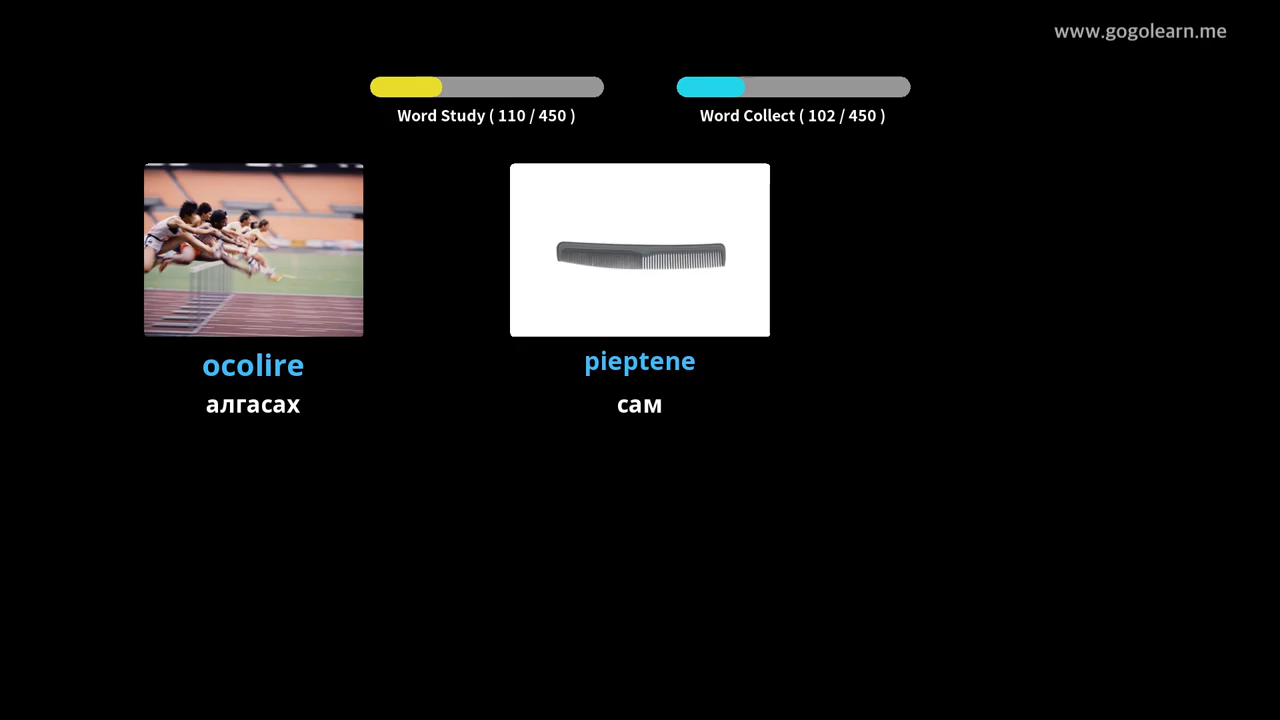 www.gogolearn.me
Word Study ( 110 / 450 )
Word Collect ( 102 / 450 )
ocolire
алгасах
pieptene
сам